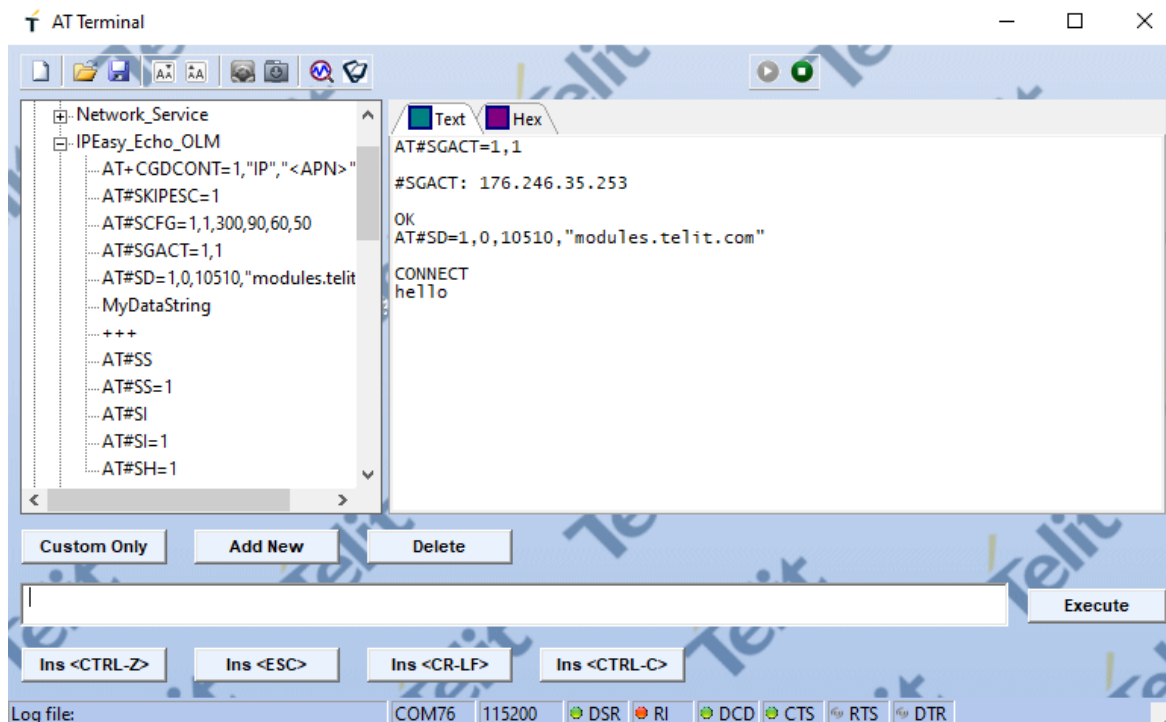 AT Terminal
Network_Service
IPEasy_Echo_OLM
AT+CGDCONT=1,"IP","<APN>"
AT#SKIPESC=1
AT#SCFG=1,1,300,90,60,50
AT#SGACT=1,1
AT#SD=1,0,10510,"modules.telit
MyDataString
+++
AT#SS
AT#SS=1
AT#SI
AT#SI=1
AT#SH=1
Text Hex
AT#SGACT=1,1
#SGACT: 176.246.35.253
OK
AT#SD=1,0,10510,"modules.telit.com"
CONNECT
hello
Custom Only Add New Delete
Execute
Ins <CTRL-Z> Ins <ESC> Ins <CR-LF> Ins <CTRL-C>
Log file: COM76 115200 DSR RI DCD CTS RTS DTR
Telit